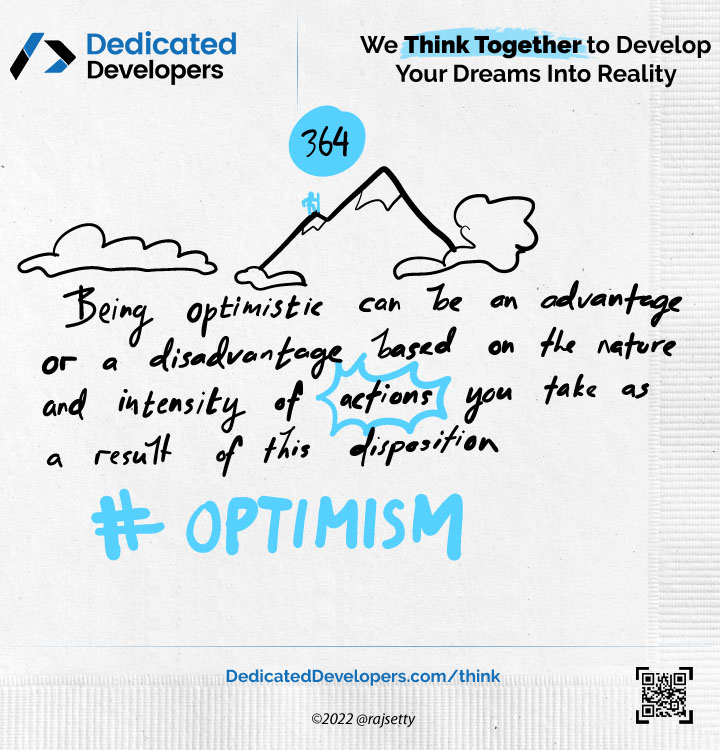 Dedicated
Developers
We Think Together to Develop
Your Dreams Into Reality
364
Being optimistic can be an advantage
or a disadvantage based on the nature
and intensity of actions you take as
a result of this disposition
# OPTIMISM
DedicatedDevelopers.com/think
©2022 @rajsetty